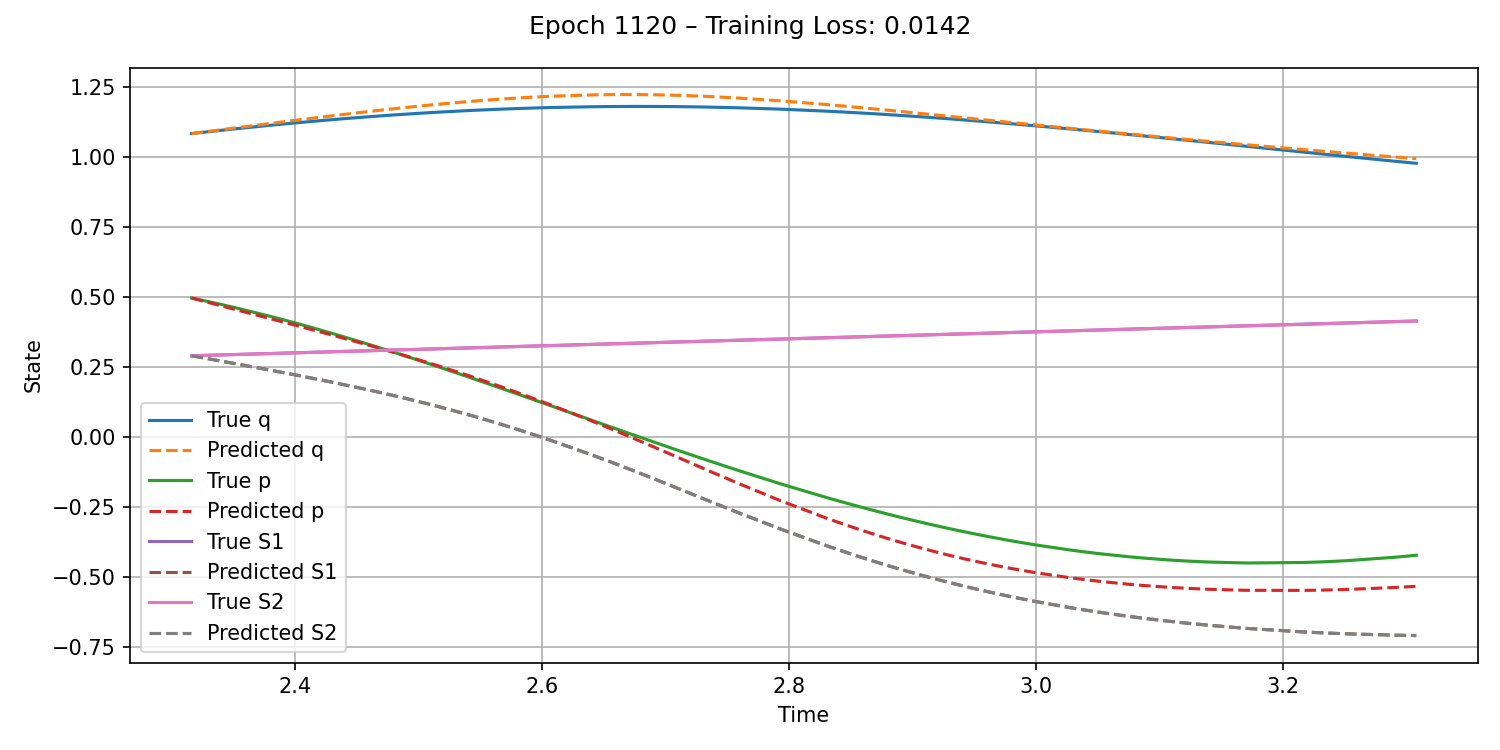 Epoch 1120 – Training Loss: 0.0142
1.25
1.00
0.75
0.50
0.25
0.00
−0.25
−0.50
−0.75
State
True q
Predicted q
True p
Predicted p
True S1
Predicted S1
True S2
Predicted S2
2.4 2.6 2.8 3.0 3.2
Time